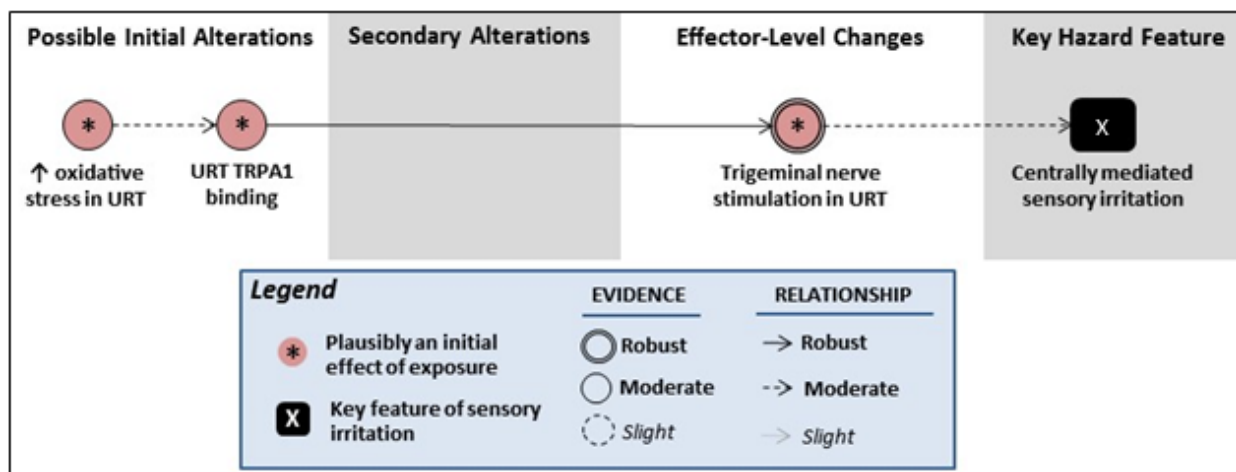 Possible Initial Alterations
Secondary Alterations
Effector-Level Changes
Key Hazard Feature
*
*
*
X
↑ oxidative
stress in URT
URT TRPA1
binding
Trigeminal nerve
stimulation in URT
Centrally mediated
sensory irritation
Legend
EVIDENCE
RELATIONSHIP
*
Plausibly an initial
effect of exposure
X
Key feature of sensory
irritation
Robust
Moderate
Slight
Robust
Moderate
Slight